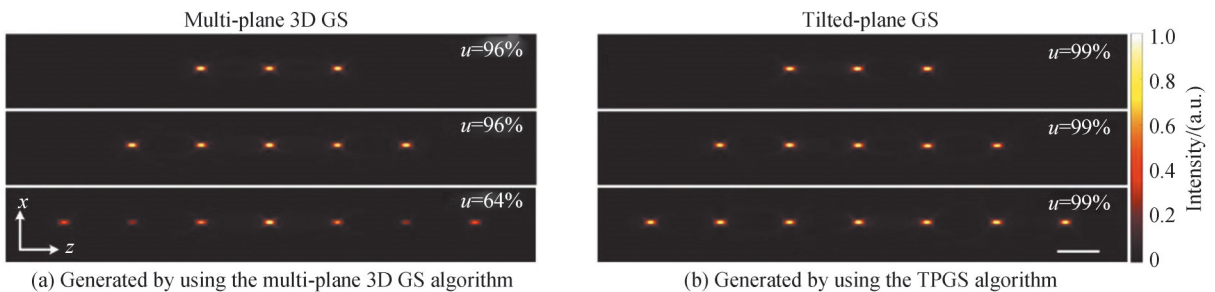 Multi-plane 3D GS
u=96%
u=96%
u=64%
x
z
(a) Generated by using the multi-plane 3D GS algorithm
Tilted-plane GS
u=99%
u=99%
u=99%
(b) Generated by using the TPGS algorithm
1.0
0.8
0.6
0.4
0.2
0
Intensity/(a.u.)